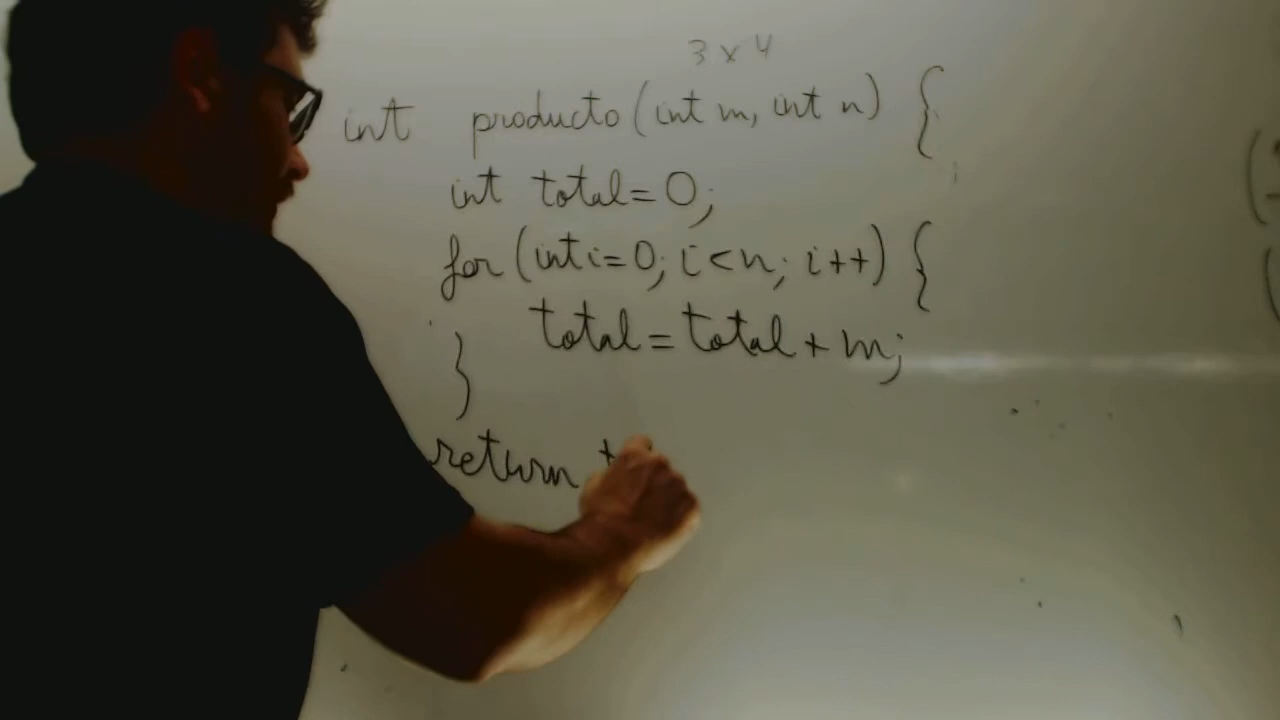 3 x 4
int producto (int m, int n) {
int total = 0;
for (int i=0; i<n; i++) {
total = total + m;
}
return